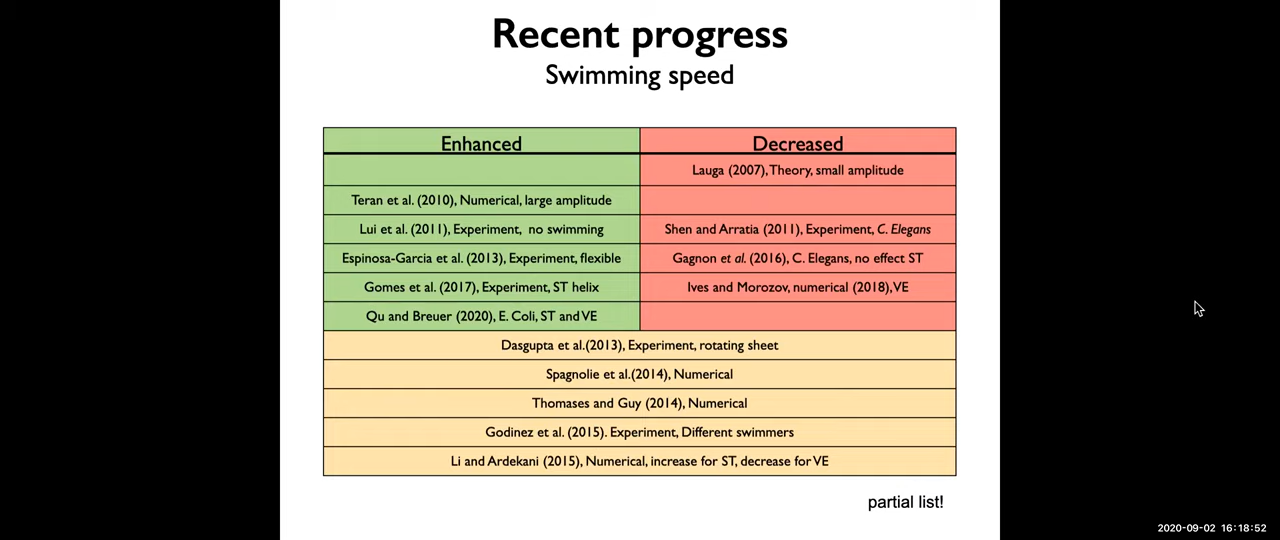 Recent progress
Swimming speed
Enhanced Decreased
Lauga (2007), Theory, small amplitude
Teran et al. (2010), Numerical, large amplitude
Lui et al. (2011), Experiment, no swimming Shen and Arratia (2011), Experiment, C. Elegans
Espinosa-Garcia et al. (2013), Experiment, flexible Gagnon et al. (2016), C. Elegans, no effect ST
Gomes et al. (2017), Experiment, ST helix Ives and Morozov, numerical (2018), VE
Qu and Breuer (2020), E. Coli, ST and VE
Dasgupta et al.(2013), Experiment, rotating sheet
Spagnolie et al.(2014), Numerical
Thomases and Guy (2014), Numerical
Godinez et al. (2015). Experiment, Different swimmers
Li and Ardekani (2015), Numerical, increase for ST, decrease for VE
partial list!
2020-09-02 16:18:52